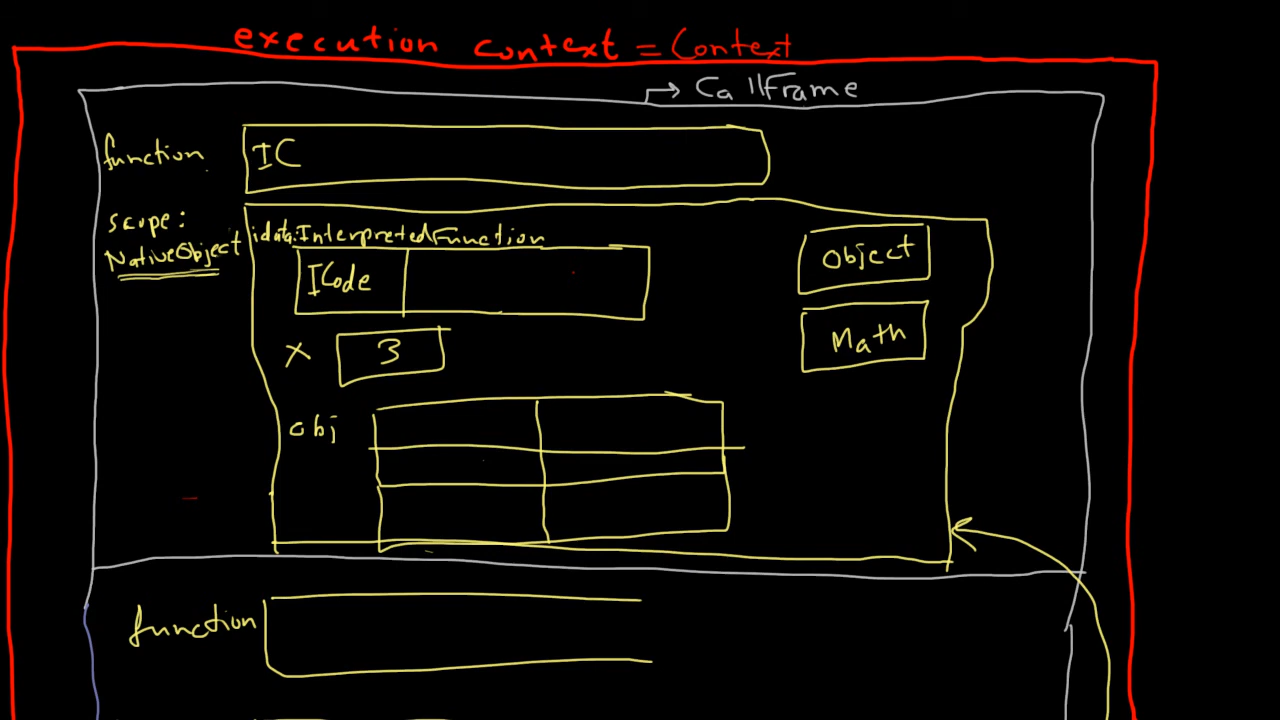 execution context = Context
CallFrame
function IC
scope:
NativeObject
idata:InterpretedFunction
ICode
Object
x 3
Math
obj
function